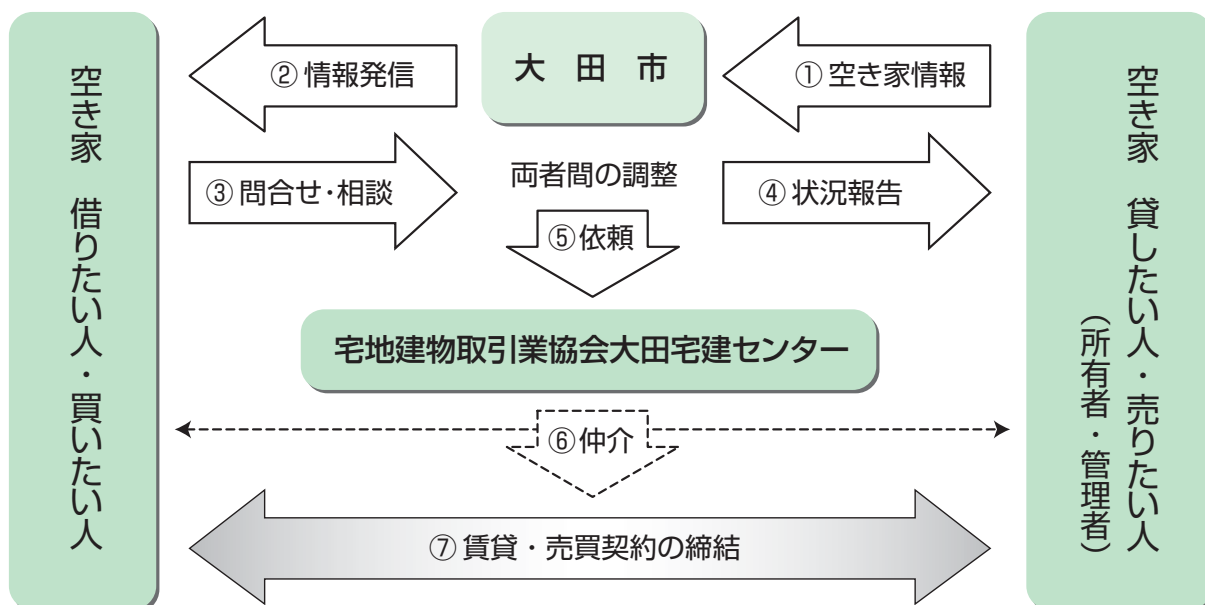 空き家 借りたい人・買いたい人
② 情報発信
大 田 市
① 空き家情報
③ 問合せ・相談
両者間の調整
④ 状況報告
⑤ 依頼
宅地建物取引業協会大田宅建センター
⑥ 仲介
⑦ 賃貸・売買契約の締結
空き家 貸したい人・売りたい人
（所有者・管理者）